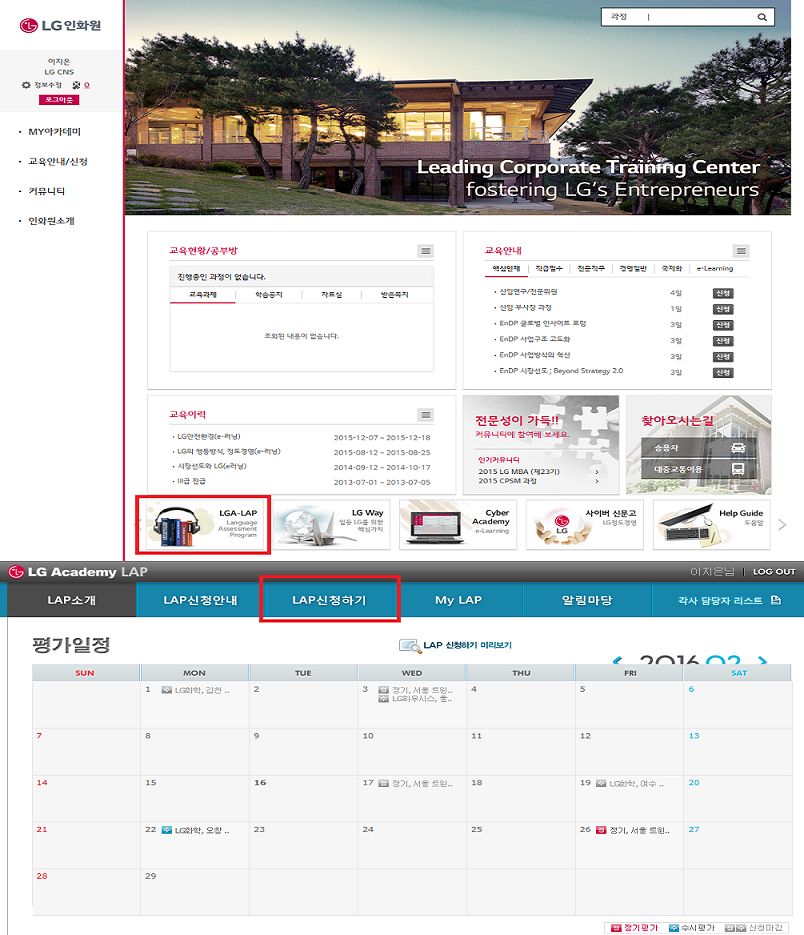 LG 인화원
과정
이지은
LG CNS
정보수정 0
로그아웃
MY아카데미
교육안내/신청
커뮤니티
인화원소개
Leading Corporate Training Center
fostering LG's Entrepreneurs
교육현황/공부방
진행중인 과정이 없습니다.
교육과제 학습공지 자료실 받은쪽지
조회된 내용이 없습니다.
교육안내
핵심인재 직급필수 전문직무 경영일반 국제화 e-Learning
선임연구/전문위원 4일 신청
신임 부사장 과정 1일 신청
EnDP 글로벌 인사이트 포럼 3일 신청
EnDP 사업구조 고도화 3일 신청
EnDP 사업방식의 혁신 3일 신청
EnDP 시장선도 ; Beyond Strategy 2.0 3일 신청
교육이력
LG안전환경(e-러닝) 2015-12-07 ~ 2015-12-18
LG의 행동방식, 정도경영(e-러닝) 2015-08-12 ~ 2015-08-25
시장선도와 LG(e-러닝) 2014-09-12 ~ 2014-10-17
III급 진급 2013-07-01 ~ 2013-07-05
전문성이 가득!!
커뮤니티에 참여해 보세요.
인기커뮤니티
2015 LG MBA (제23기)
2015 CPSM 과정
찾아오시는길
승용차
대중교통이용
LGA-LAP
Language
Assessment
Program
LG Way
일등 LG를 위한
핵심가치
Cyber
Academy
e-Learning
사이버 신문고
LG정도경영
LG
Help Guide
도움말
LG Academy LAP
이지은님 LOG OUT
LAP소개 LAP신청안내 LAP신청하기 My LAP 알림마당 각사 담당자 리스트
평가일정
LAP 신청하기 미리보기
2016 02
SUN MON TUE WED THU FRI SAT
1 LG화학, 김천 .. 2 3 정기, 서울 트윈.. 4 5 6
LG하우시스, 울..
7 8 9 10 11 12 13
14 15 16 17 정기, 서울 트윈.. 18 19 LG화학, 여수 .. 20
21 22 수 LG화학, 오창 .. 23 24 25 26 정 정기, 서울 트윈.. 27
28 29
정 정기평가 수 수시평가 정 수 신청마감